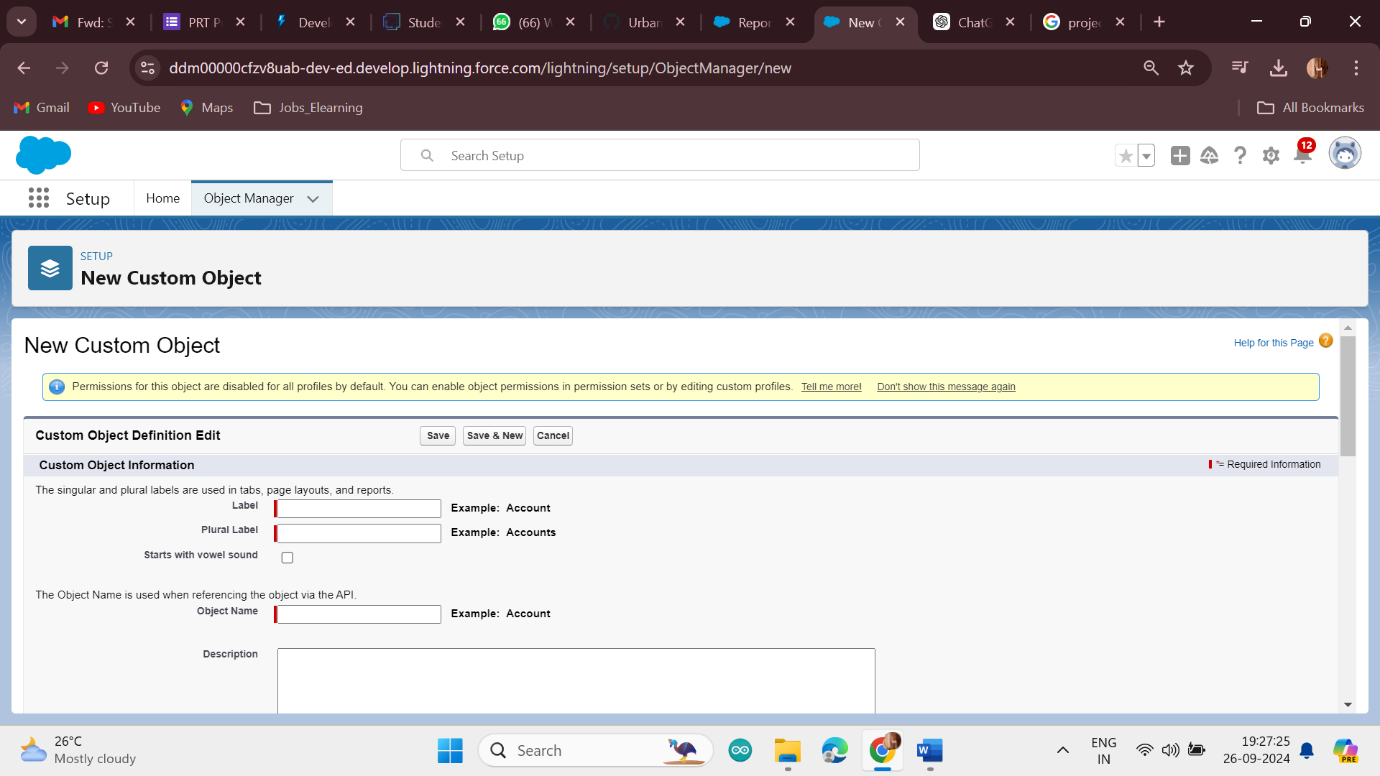 Fwd: S
PRT P
Devel
Stude
(66) W
Urban
Repor
New C
ChatG
projec
ddm00000cfzv8uab-dev-ed.develop.lightning.force.com/lightning/setup/ObjectManager/new
Gmail
YouTube
Maps
Jobs_Elearning
All Bookmarks
Search Setup
12
Setup
Home
Object Manager
SETUP
New Custom Object
New Custom Object
Help for this Page
Permissions for this object are disabled for all profiles by default. You can enable object permissions in permission sets or by editing custom profiles. Tell me more! Don't show this message again
Custom Object Definition Edit
Save
Save & New
Cancel
Custom Object Information
= Required Information
The singular and plural labels are used in tabs, page layouts, and reports.
Label
Example: Account
Plural Label
Example: Accounts
Starts with vowel sound
The Object Name is used when referencing the object via the API.
Object Name
Example: Account
Description
26°C
Mostly cloudy
Search
ENG
IN
19:27:25
26-09-2024
PRE